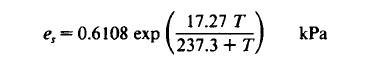 e_s = 0.6108 exp ( 17.27 T / 237.3 + T ) kPa